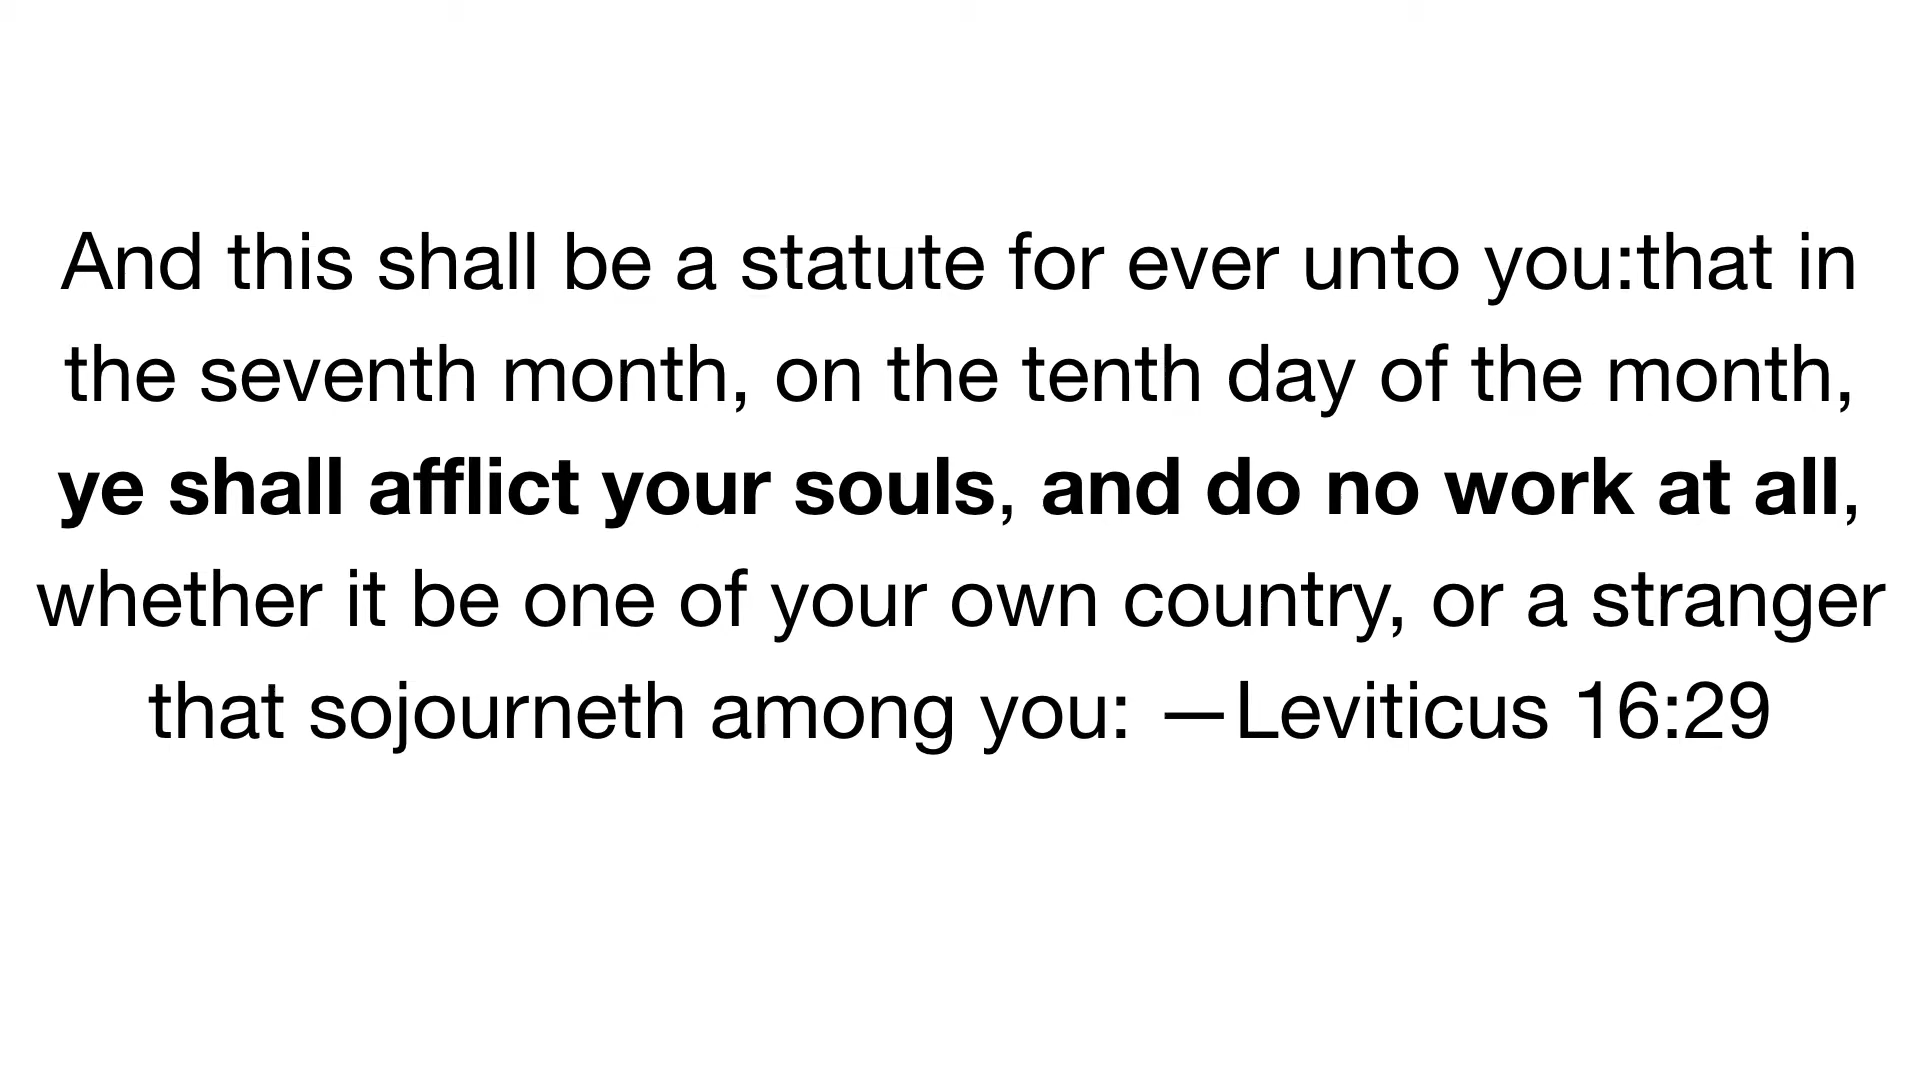 And this shall be a statute for ever unto you:that in
the seventh month, on the tenth day of the month,
ye shall afflict your souls, and do no work at all,
whether it be one of your own country, or a stranger
that sojourneth among you: —Leviticus 16:29